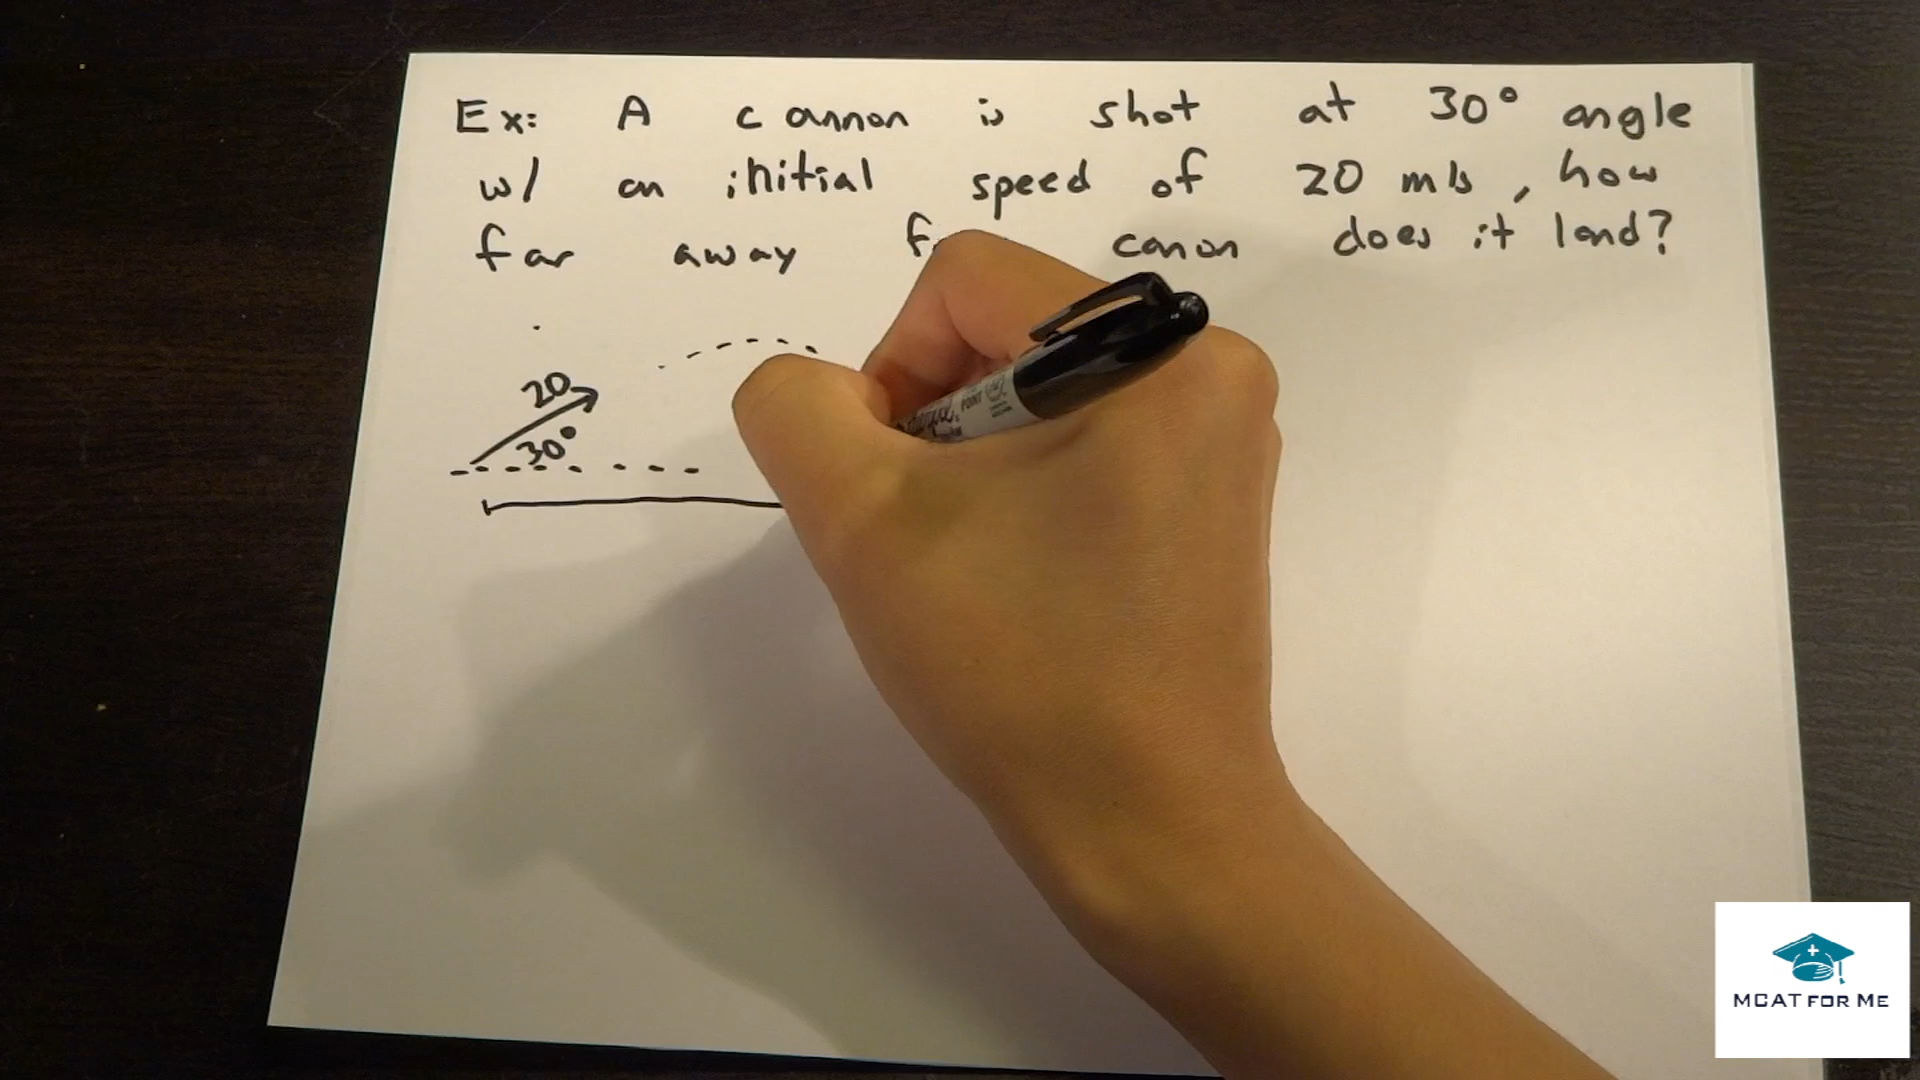 Ex: A cannon is shot at 30° angle
w/ an initial speed of 20 m/s, how
far away canon does it land?
20
30°
POINT
MCAT FOR ME